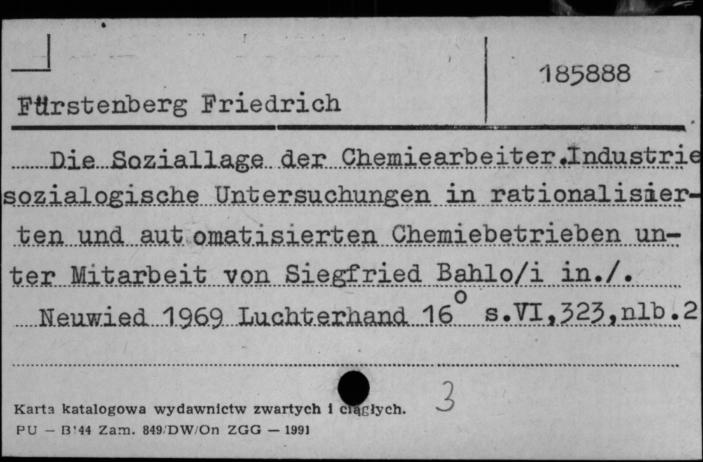 185888
Fürstenberg Friedrich
Die Soziallage der Chemiearbeiter.Industrie
sozialogische Untersuchungen in rationalisier-
ten und aut omatisierten Chemiebetrieben un-
ter Mitarbeit von Siegfried Bahlo/i in./.
Neuwied 1969 Luchterhand 16° s.VI,323,nlb.2
3
Karta katalogowa wydawnictw zwartych i ciągłych.
PU — B'44 Zam. 849/DW/On ZGG — 1991